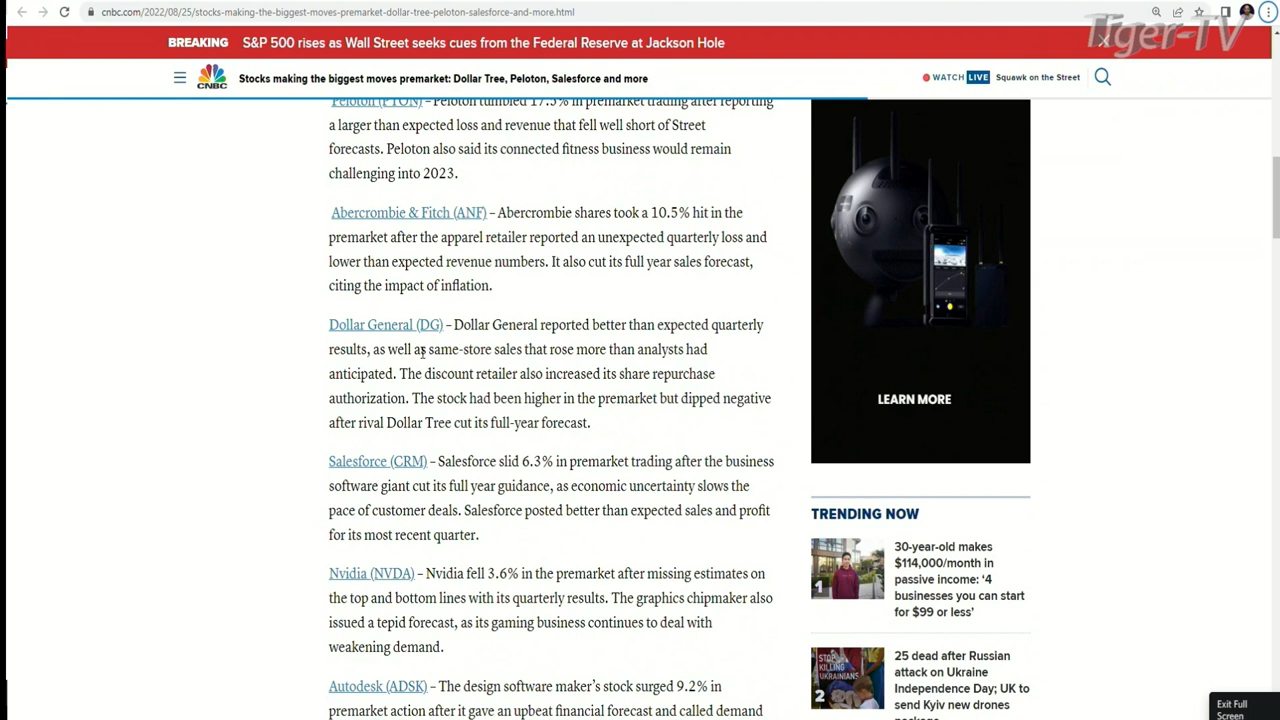 cnbc.com/2022/08/25/stocks-making-the-biggest-moves-premarket-dollar-tree-peloton-salesforce-and-more.html
Tiger-TV
BREAKING S&P 500 rises as Wall Street seeks cues from the Federal Reserve at Jackson Hole
CNBC
Stocks making the biggest moves premarket: Dollar Tree, Peloton, Salesforce and more
WATCH LIVE Squawk on the Street
Peloton (PTON) – Peloton tumbled 17.5% in premarket trading after reporting
a larger than expected loss and revenue that fell well short of Street
forecasts. Peloton also said its connected fitness business would remain
challenging into 2023.
Abercrombie & Fitch (ANF) – Abercrombie shares took a 10.5% hit in the
premarket after the apparel retailer reported an unexpected quarterly loss and
lower than expected revenue numbers. It also cut its full year sales forecast,
citing the impact of inflation.
Dollar General (DG) – Dollar General reported better than expected quarterly
results, as well as same-store sales that rose more than analysts had
anticipated. The discount retailer also increased its share repurchase
authorization. The stock had been higher in the premarket but dipped negative
after rival Dollar Tree cut its full-year forecast.
Salesforce (CRM) – Salesforce slid 6.3% in premarket trading after the business
software giant cut its full year guidance, as economic uncertainty slows the
pace of customer deals. Salesforce posted better than expected sales and profit
for its most recent quarter.
Nvidia (NVDA) – Nvidia fell 3.6% in the premarket after missing estimates on
the top and bottom lines with its quarterly results. The graphics chipmaker also
issued a tepid forecast, as its gaming business continues to deal with
weakening demand.
Autodesk (ADSK) – The design software maker's stock surged 9.2% in
premarket action after it gave an upbeat financial forecast and called demand
LEARN MORE
TRENDING NOW
1
30-year-old makes
$114,000/month in
passive income: '4
businesses you can start
for $99 or less'
STOP
KILLING
UKRAINIANS
2
25 dead after Russian
attack on Ukraine
Independence Day; UK to
send Kyiv new drones
Exit Full
Screen